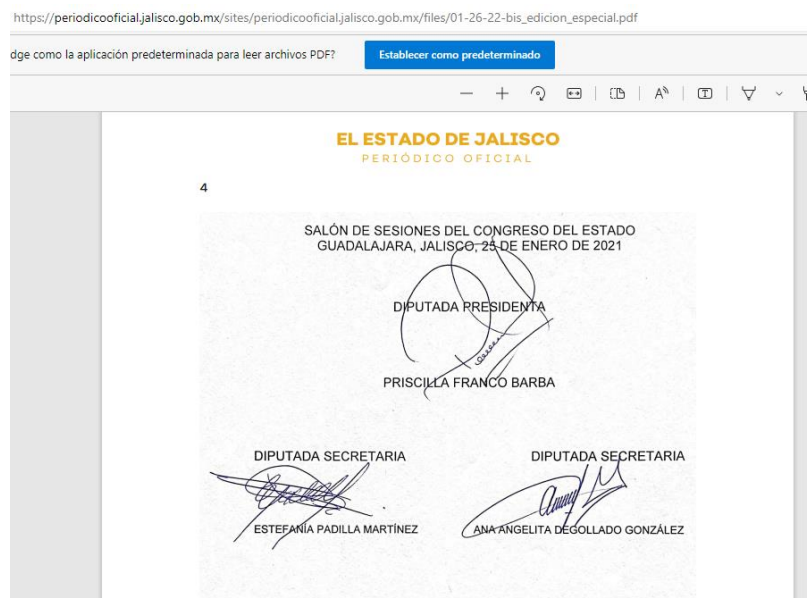 https://periodicooficial.jalisco.gob.mx/sites/periodicooficial.jalisco.gob.mx/files/01-26-22-bis_edicion_especial.pdf
dge como la aplicación predeterminada para leer archivos PDF?
Establecer como predeterminado
EL ESTADO DE JALISCO
PERIÓDICO OFICIAL
4
SALÓN DE SESIONES DEL CONGRESO DEL ESTADO
GUADALAJARA, JALISCO, 25 DE ENERO DE 2021
DIPUTADA PRESIDENTA
PRISCILLA FRANCO BARBA
DIPUTADA SECRETARIA
DIPUTADA SECRETARIA
ESTEFANÍA PADILLA MARTÍNEZ
ANA ANGELITA DEGOLLADO GONZÁLEZ